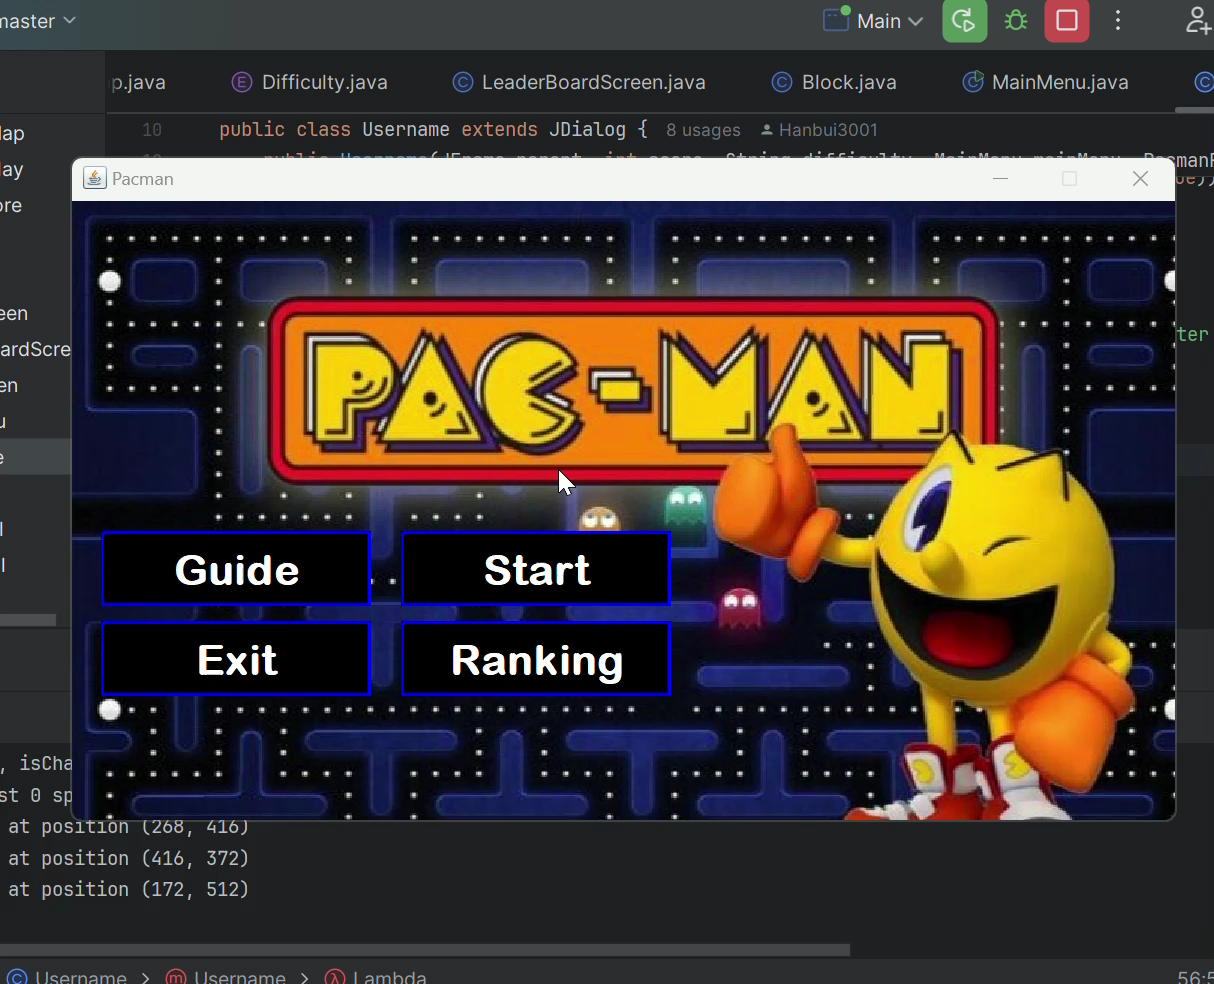 master
Main
p.java
Difficulty.java
LeaderBoardScreen.java
Block.java
MainMenu.java
10
public class Username extends JDialog {
8 usages
Hanbui3001
Pacman
PAC-MAN
Guide
Start
Exit
Ranking
ap
ay
ore
een
ardScre
en
u
e
l
l
ter
, isCha
st 0 sp
at position (268, 416)
at position (416, 372)
at position (172, 512)
Username > Username > Lambda
56:5